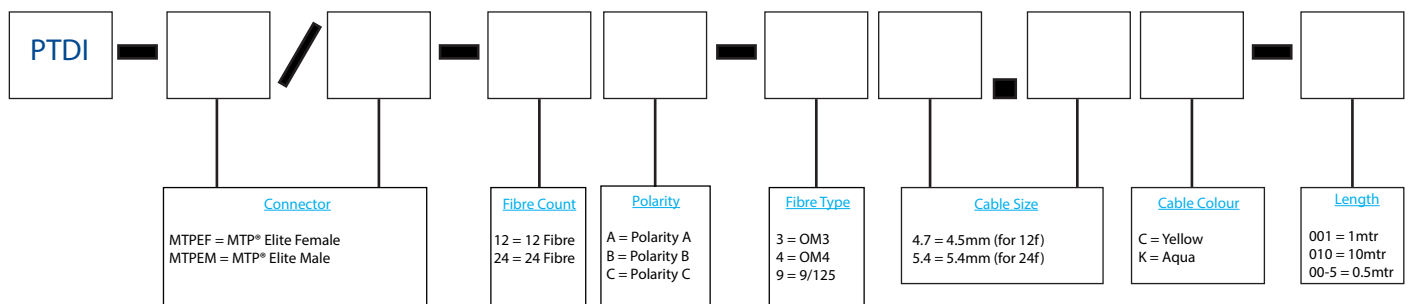 PTDI
Connector
MTPEF = MTP® Elite Female
MTPEM = MTP® Elite Male
Fibre Count
12 = 12 Fibre
24 = 24 Fibre
Polarity
A = Polarity A
B = Polarity B
C = Polarity C
Fibre Type
3 = OM3
4 = OM4
9 = 9/125
Cable Size
4.7 = 4.5mm (for 12f)
5.4 = 5.4mm (for 24f)
Cable Colour
C = Yellow
K = Aqua
Length
001 = 1mtr
010 = 10mtr
00-5 = 0.5mtr